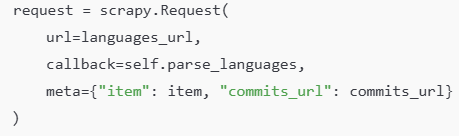 request = scrapy.Request(
    url=languages_url,
    callback=self.parse_languages,
    meta={"item": item, "commits_url": commits_url}
)